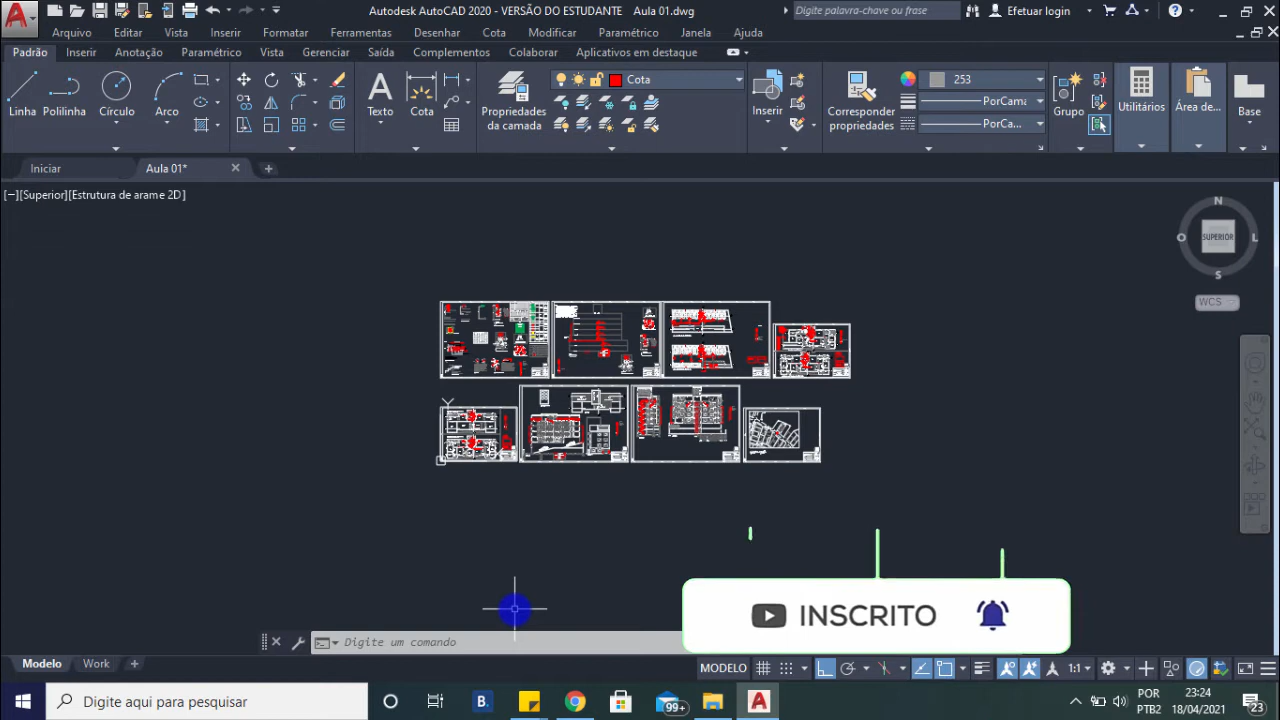 Autodesk AutoCAD 2020 - VERSÃO DO ESTUDANTE Aula 01.dwg
Digite palavra-chave ou frase
Efetuar login
Arquivo Editar Vista Inserir Formatar Ferramentas Desenhar Cota Modificar Paramétrico Janela Ajuda
Padrão Inserir Anotação Paramétrico Vista Gerenciar Saída Complementos Colaborar Aplicativos em destaque
Cota
253
PorCama
PorCa...
Linha Polilinha Círculo Arco
Texto Cota
Propriedades
da camada
Inserir
Corresponder
propriedades
Grupo
Utilitários
Área de...
Base
Iniciar
Aula 01*
[−][Superior][Estrutura de arame 2D]
N
O
SUPERIOR
L
S
WCS
INSCRITO
Digite um comando
Modelo Work
MODELO
1:1
Digite aqui para pesquisar
B.
99+
A
POR
PTB2
23:24
18/04/2021
23